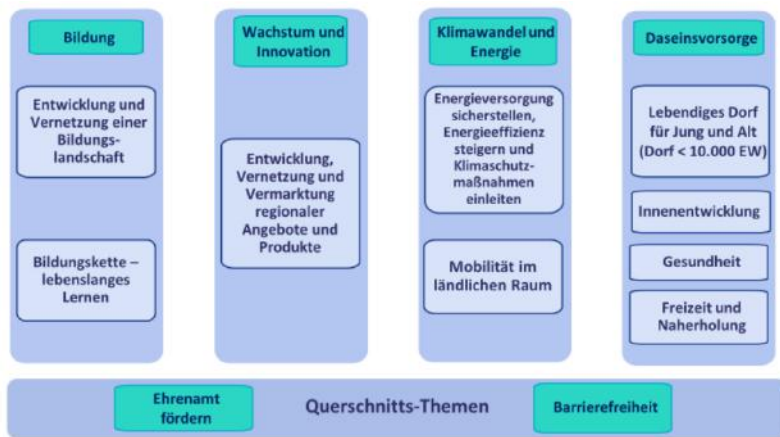 Bildung
Entwicklung und
Vernetzung einer
Bildungs-
landschaft
Bildungskette –
lebenslanges
Lernen
Wachstum und
Innovation
Entwicklung,
Vernetzung und
Vermarktung
regionaler
Angebote und
Produkte
Klimawandel und
Energie
Energieversorgung
sicherstellen,
Energieeffizienz
steigern und
Klimaschutz-
maßnahmen
einleiten
Mobilität im
ländlichen Raum
Daseinsvorsorge
Lebendiges Dorf
für Jung und Alt
(Dorf < 10.000 EW)
Innenentwicklung
Gesundheit
Freizeit und
Naherholung
Ehrenamt
fördern
Querschnitts-Themen
Barrierefreiheit